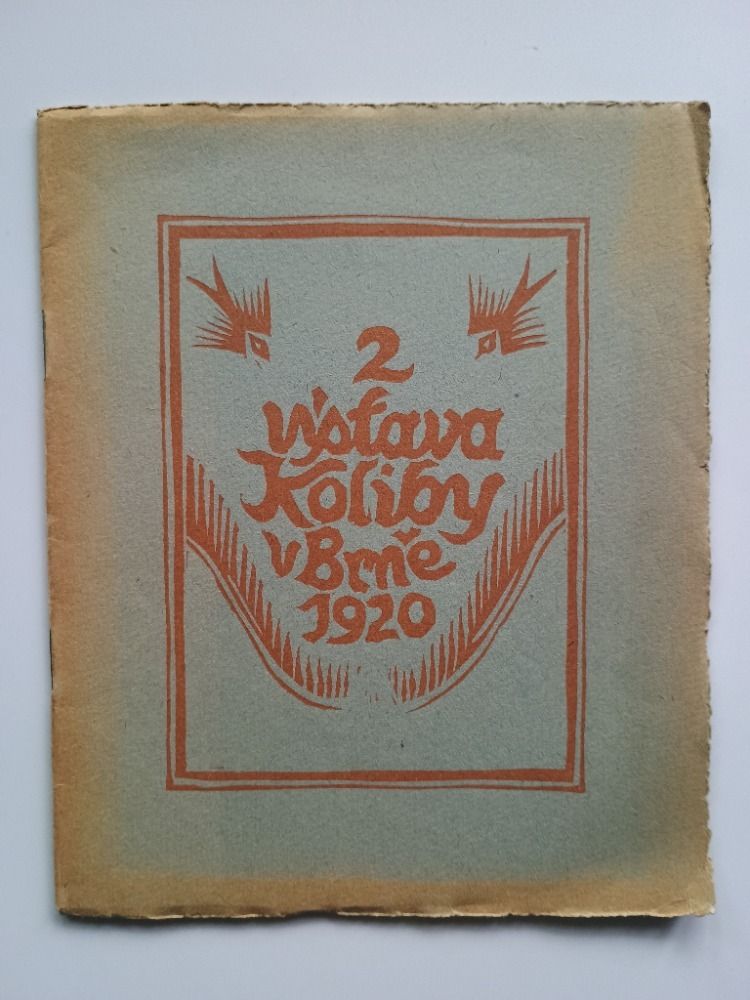 2
Výstava
Koliby
v Brně
1920